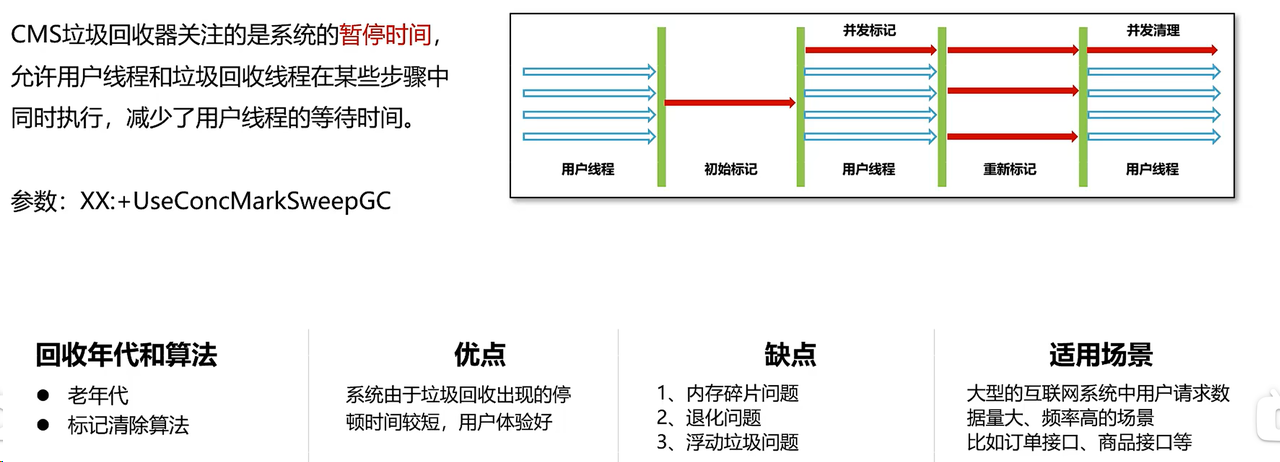 CMS垃圾回收器关注的是系统的暂停时间，
允许用户线程和垃圾回收线程在某些步骤中
同时执行，减少了用户线程的等待时间。
参数：XX:+UseConcMarkSweepGC
并发标记
并发清理
用户线程
初始标记
用户线程
重新标记
用户线程
回收年代和算法
● 老年代
● 标记清除算法
优点
系统由于垃圾回收出现的停
顿时间较短，用户体验好
缺点
1、内存碎片问题
2、退化问题
3、浮动垃圾问题
适用场景
大型的互联网系统中用户请求数
据量大、频率高的场景
比如订单接口、商品接口等